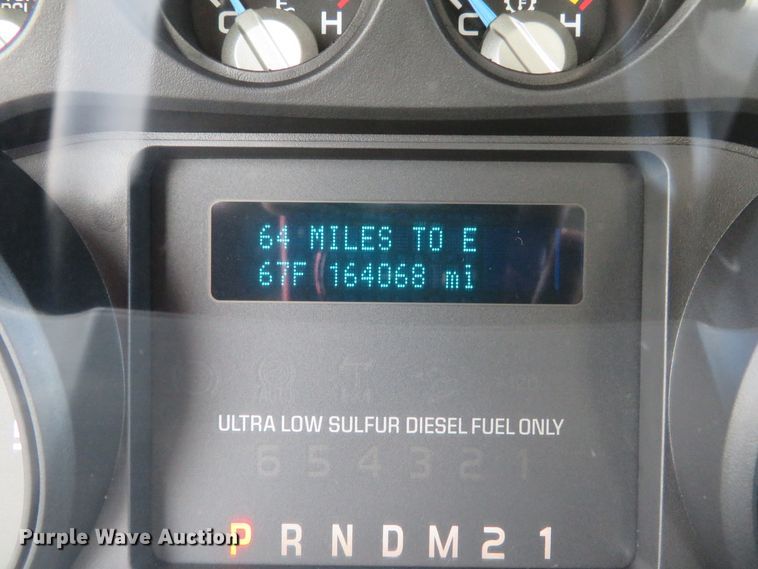 C H C H
64 MILES TO E
67F 164068 mi
ULTRA LOW SULFUR DIESEL FUEL ONLY
6 5 4 3 2 1
P R N D M 2 1
Purple Wave Auction